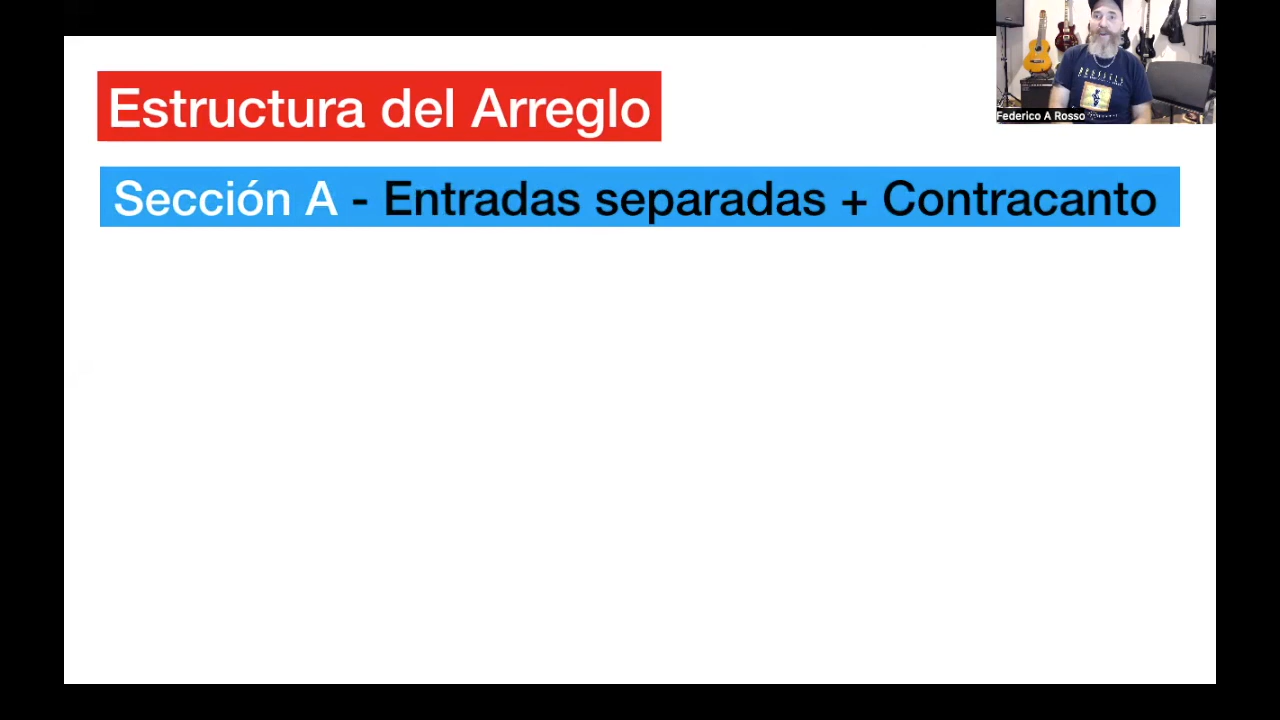 Estructura del Arreglo
Sección A - Entradas separadas + Contracanto
Federico A Rosso